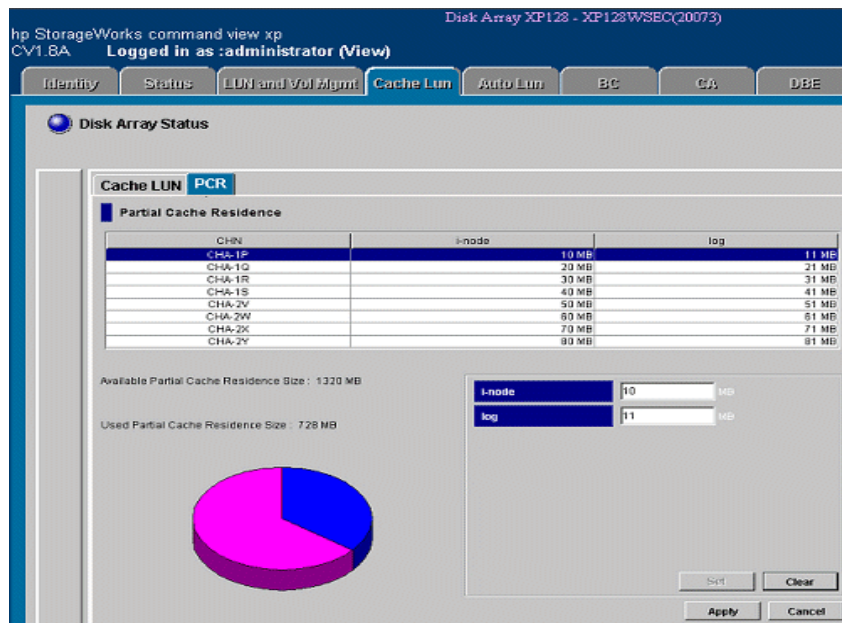 Disk Array XP128 - XP128WSEC(20073)
hp StorageWorks command view xp
CV1.8A Logged in as :administrator (View)
Identity Status LUN and Vol Mgmt Cache Lun Auto Lun BC CA DBE
Disk Array Status
Cache LUN PCR
Partial Cache Residence
CHN i-node log
CHA-1P 10 MB 11 MB
CHA-1Q 20 MB 21 MB
CHA-1R 30 MB 31 MB
CHA-1S 40 MB 41 MB
CHA-2V 50 MB 51 MB
CHA-2W 60 MB 61 MB
CHA-2X 70 MB 71 MB
CHA-2Y 80 MB 81 MB
Available Partial Cache Residence Size : 1320 MB
i-node 10 MB
log 11 MB
Used Partial Cache Residence Size : 728 MB
Set Clear
Apply Cancel